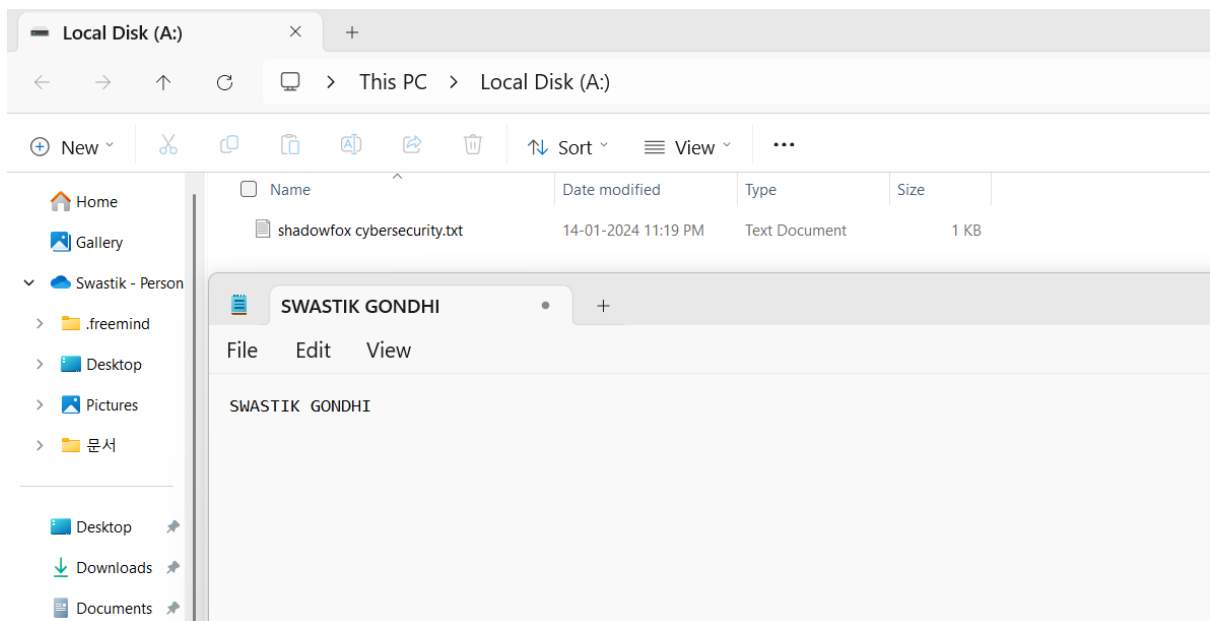 Local Disk (A:)
This PC > Local Disk (A:)
New Sort View ...
Name Date modified Type Size
shadowfox cybersecurity.txt 14-01-2024 11:19 PM Text Document 1 KB
Home
Gallery
Swastik - Person
.freemind
Desktop
Pictures
문서
Desktop
Downloads
Documents
SWASTIK GONDHI
File Edit View
SWASTIK GONDHI